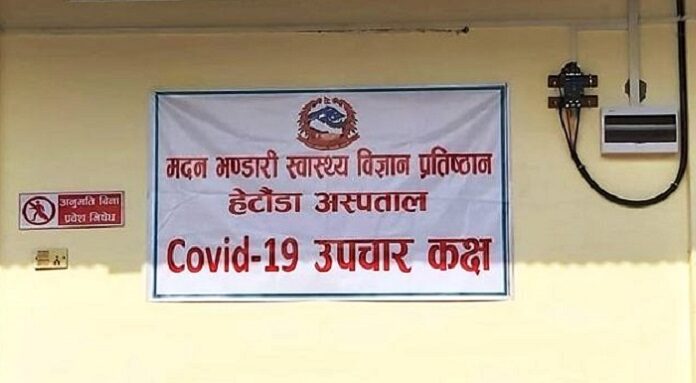 मदन भण्डारी स्वास्थ्य विज्ञान प्रतिष्ठान
हेटौंडा अस्पताल
Covid-19 उपचार कक्ष
अनुमति बिना
प्रवेश निषेध